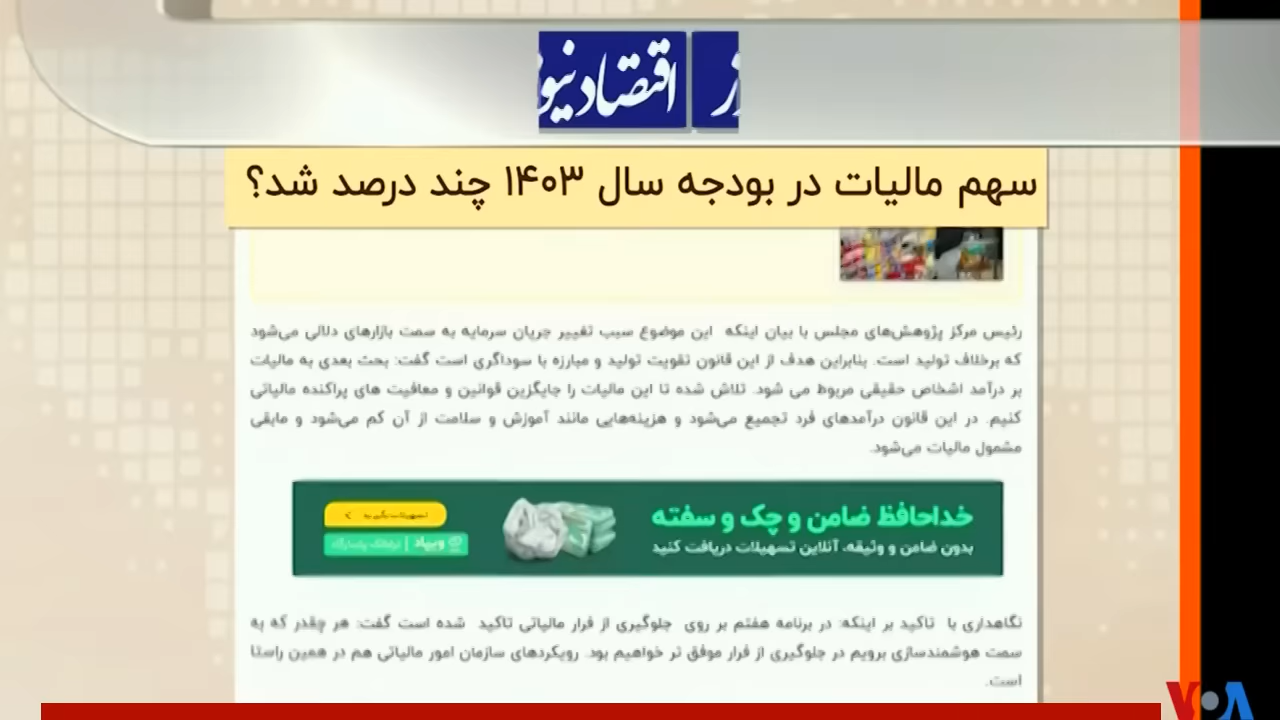 اقتصادنیوز
سهم مالیات در بودجه سال ۱۴۰۳ چند درصد شد؟
رئیس مرکز پژوهش‌های مجلس با بیان اینکه این موضوع سبب تغییر جریان سرمایه به سمت بازارهای دلالی می‌شود
که برخلاف تولید است. بنابراین هدف از این قانون تقویت تولید و مبارزه با سوداگری است گفت: بحث بعدی به مالیات
بر درآمد اشخاص حقیقی مربوط می شود. تلاش شده تا این مالیات را جایگزین قوانین و معافیت های پراکنده مالیاتی
کنیم. در این قانون درآمدهای فرد تجمیع می‌شود و هزینه‌هایی مانند آموزش و سلامت از آن کم می‌شود و مابقی
مشمول مالیات می‌شود.
خداحافظ ضامن و چک و سفته
بدون ضامن و وثیقه، آنلاین تسهیلات دریافت کنید
ویپاد
نگاهداری با تاکید بر اینکه: در برنامه هفتم بر روی جلوگیری از فرار مالیاتی تاکید شده است گفت: هر چقدر که به
سمت هوشمندسازی برویم در جلوگیری از فرار موفق تر خواهیم بود. رویکردهای سازمان امور مالیاتی هم در همین راستا
است.
VOA